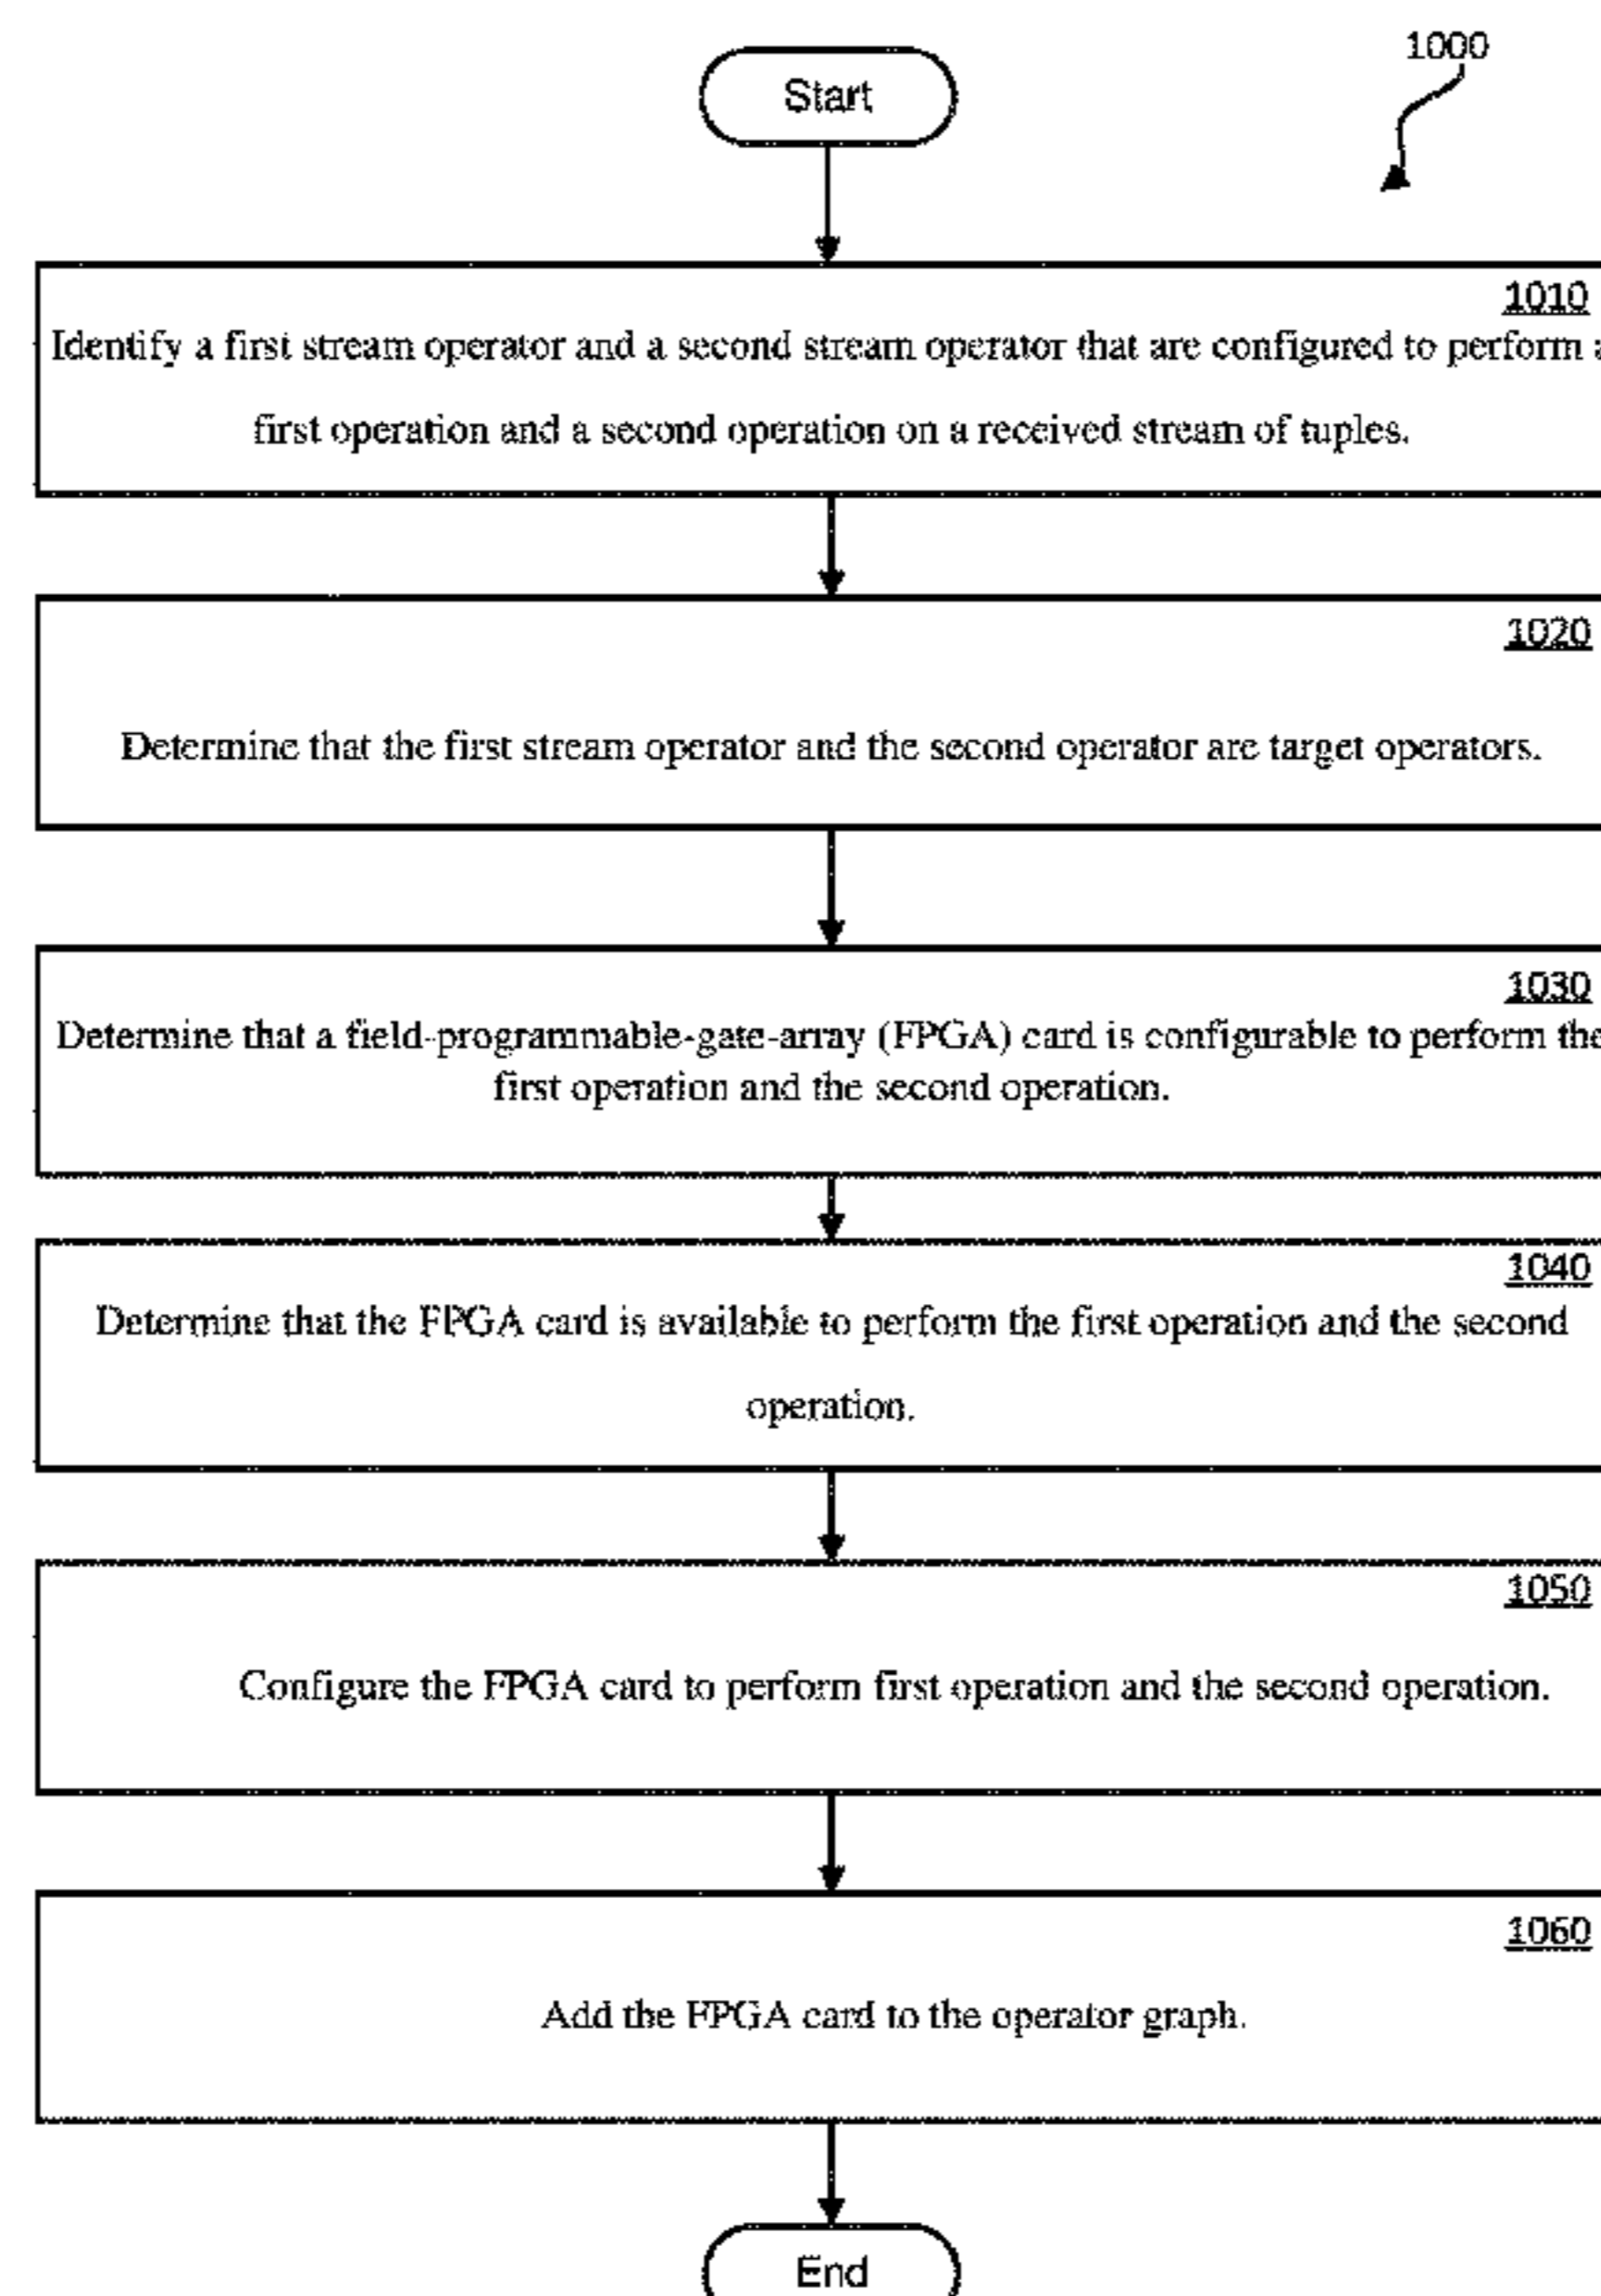 1000
Start
1010
Identify a first stream operator and a second stream operator that are configured to perform a
first operation and a second operation on a received stream of tuples.
1020
Determine that the first stream operator and the second operator are target operators.
1030
Determine that a field-programmable-gate-array (FPGA) card is configurable to perform the
first operation and the second operation.
1040
Determine that the FPGA card is available to perform the first operation and the second
operation.
1050
Configure the FPGA card to perform first operation and the second operation.
1060
Add the FPGA card to the operator graph.
End